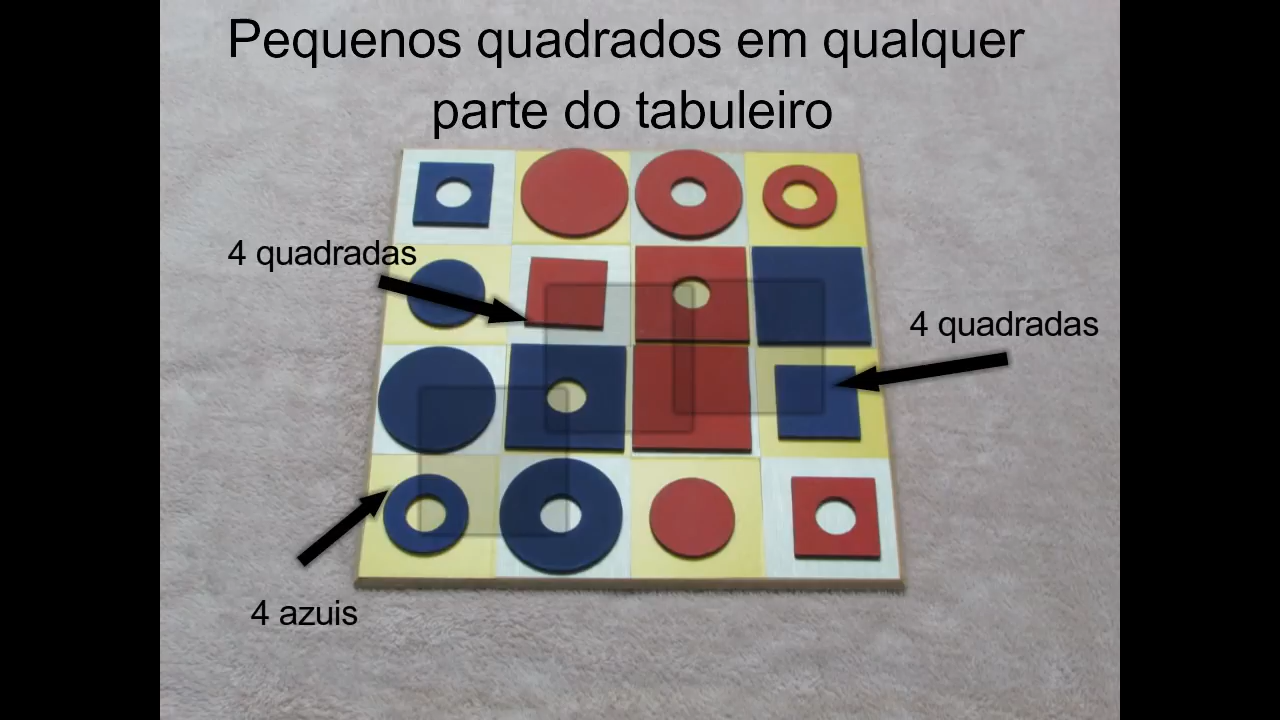 Pequenos quadrados em qualquer
parte do tabuleiro
4 quadradas
4 quadradas
4 azuis